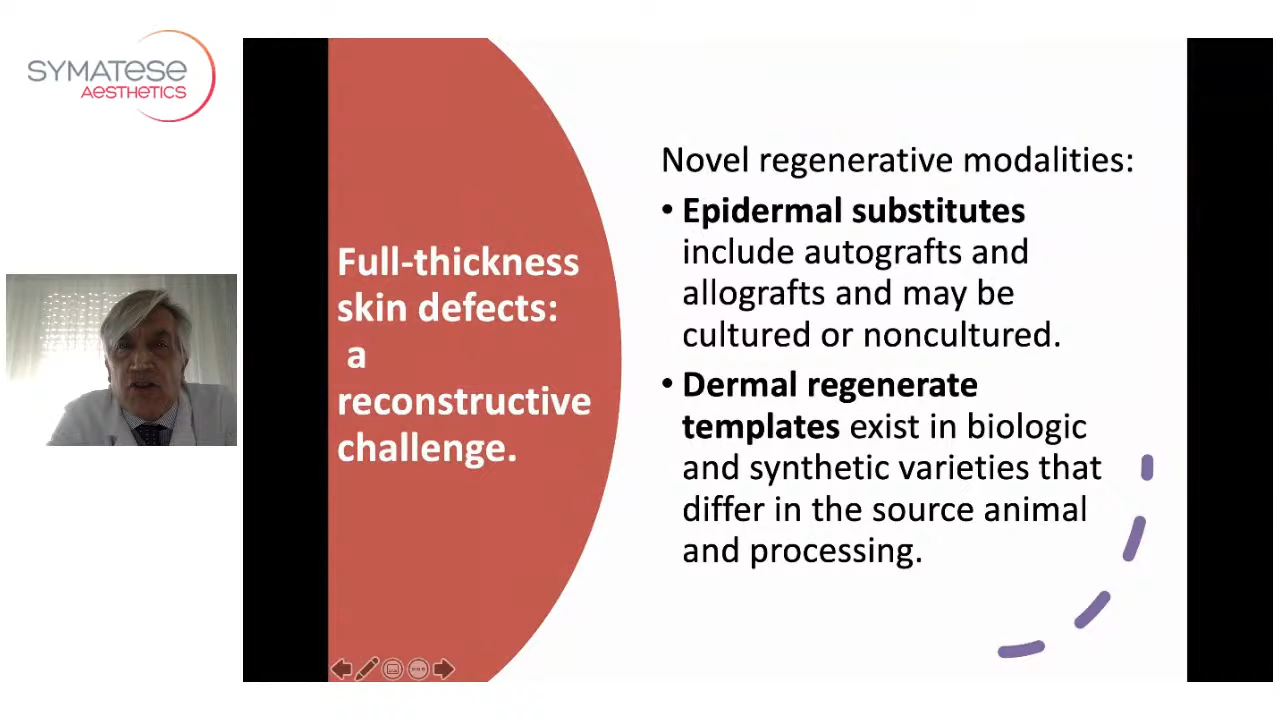 SYMATESE
AESTHETICS
Full-thickness
skin defects:
a
reconstructive
challenge.
Novel regenerative modalities:
• Epidermal substitutes
include autografts and
allografts and may be
cultured or noncultured.
• Dermal regenerate
templates exist in biologic
and synthetic varieties that
differ in the source animal
and processing.